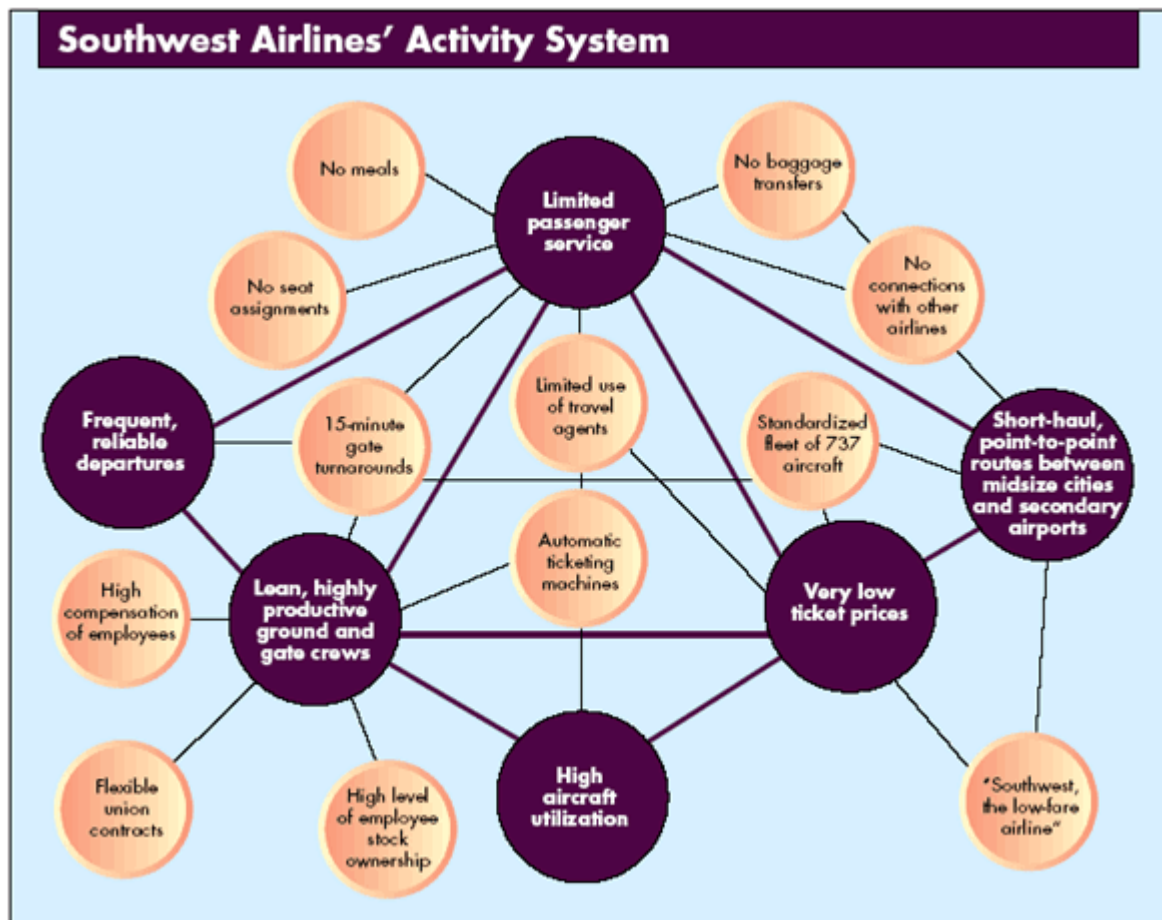 Southwest Airlines’ Activity System
No meals
Limited
passenger
service
No baggage
transfers
No seat
assignments
No
connections
with other
airlines
Frequent,
reliable
departures
15-minute
gate
turnarounds
Limited use
of travel
agents
Standardized
fleet of 737
aircraft
Short-haul,
point-to-point
routes between
midsize cities
and secondary
airports
High
compensation
of employees
Lean, highly
productive
ground and
gate crews
Automatic
ticketing
machines
Very low
ticket prices
Flexible
union
contracts
High level
of employee
stock
ownership
High
aircraft
utilization
“Southwest,
the low-fare
airline”